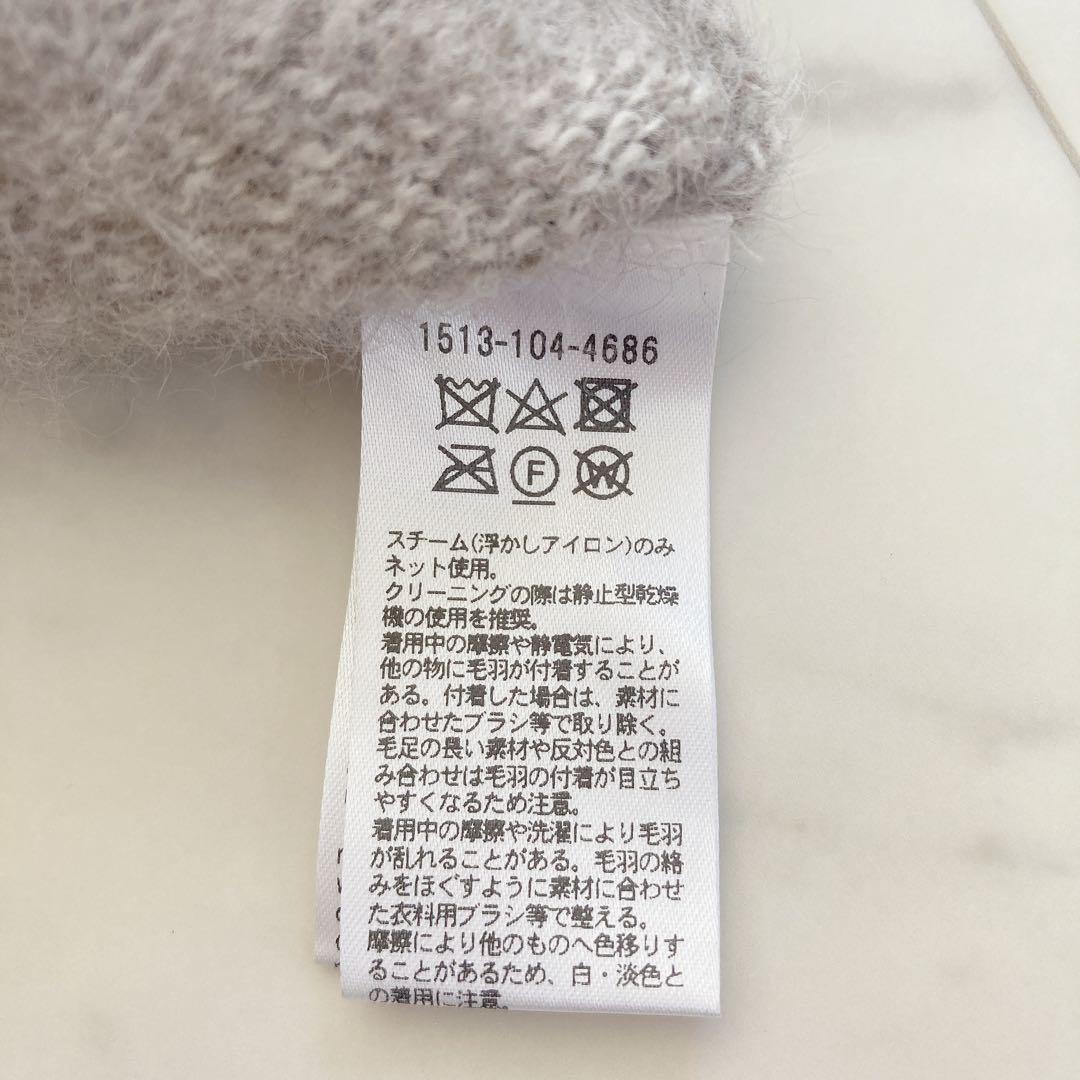 1513-104-4686
F
W
スチーム(浮かしアイロン)のみ
ネット使用。
クリーニングの際は静止型乾燥
機の使用を推奨。
着用中の摩擦や静電気により、
他の物に毛羽が付着することが
ある。付着した場合は、素材に
合わせたブラシ等で取り除く。
毛足の長い素材や反対色との組
み合わせは毛羽の付着が目立ち
やすくなるため注意。
着用中の摩擦や洗濯により毛羽
が乱れることがある。毛羽の絡
みをほぐすように素材に合わせ
た衣料用ブラシ等で整える。
摩擦により他のものへ色移りす
ることがあるため、白・淡色と
の着用に注意。